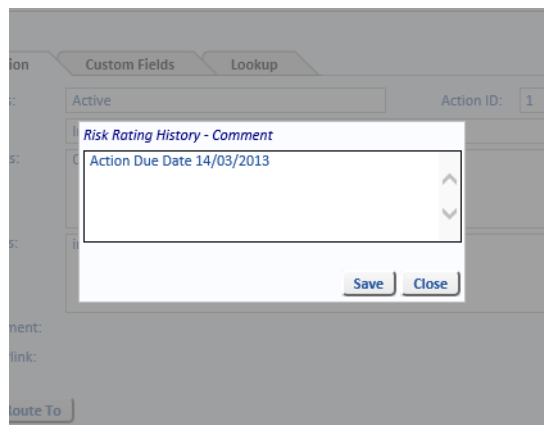 ion Custom Fields Lookup
s: Active Action ID: 1
Risk Rating History - Comment
s:
Action Due Date 14/03/2013
s:
Save Close
ment:
link:
Route To